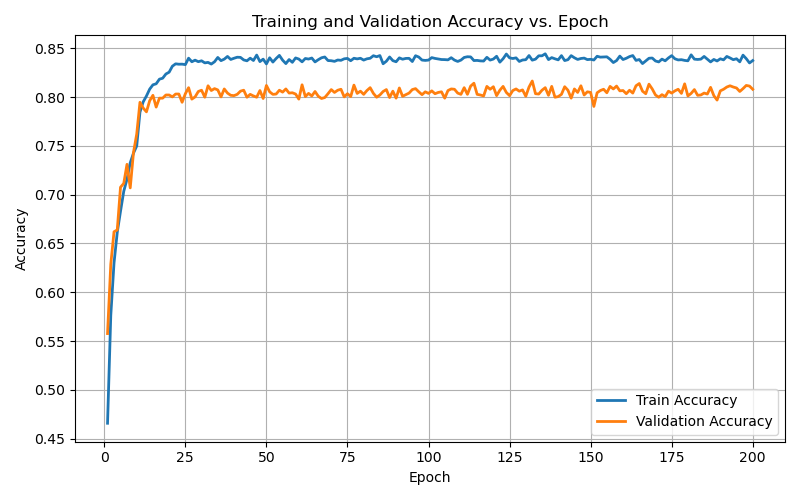 Training and Validation Accuracy vs. Epoch
Accuracy
0.85
0.80
0.75
0.70
0.65
0.60
0.55
0.50
0.45
Train Accuracy
Validation Accuracy
0 25 50 75 100 125 150 175 200
Epoch